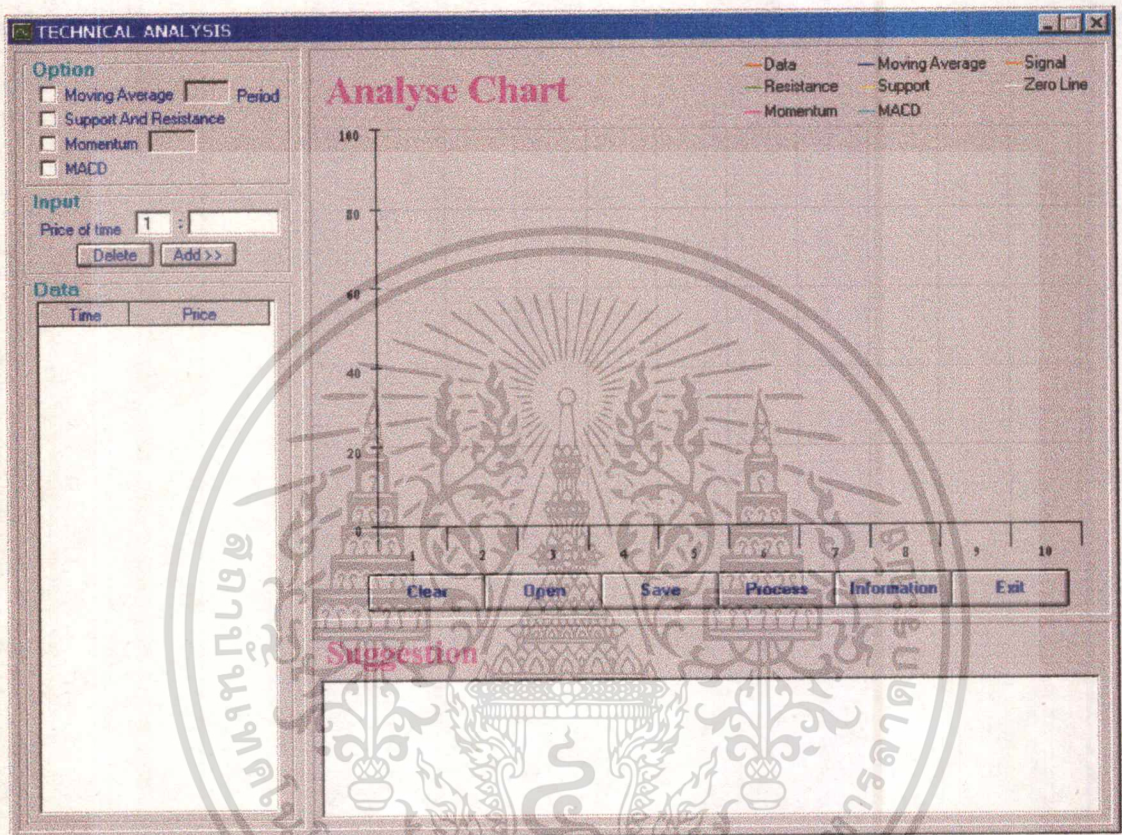 TECHNICAL ANALYSIS
Option
Moving Average Period
Support And Resistance
Momentum
MACD
Input
Price of time 1 :
Delete Add >>
Data
Time Price
Analyse Chart
Data Moving Average Signal
Resistance Support Zero Line
Momentum MACD
100
80
60
40
20
0
1 2 3 4 5 6 7 8 9 10
Clear Open Save Process Information Exit
Suggestion